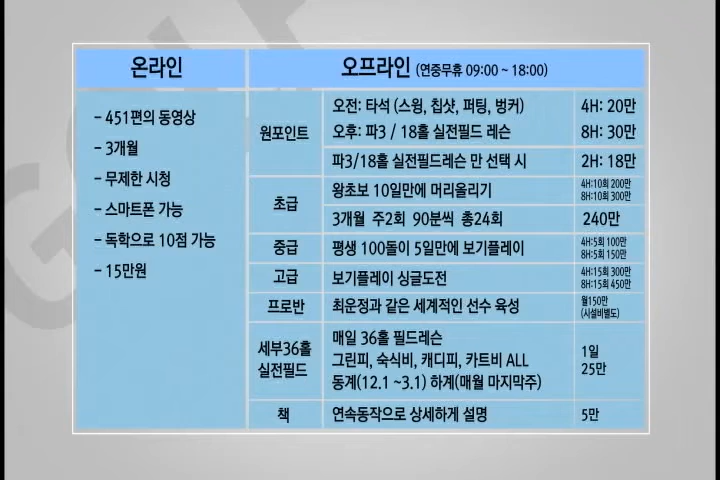 온라인
오프라인 (연중무휴 09:00 ~ 18:00)
- 451편의 동영상
- 3개월
- 무제한 시청
- 스마트폰 가능
- 독학으로 10점 가능
- 15만원
원포인트
오전: 타석 (스윙, 칩샷, 퍼팅, 벙커)
4H: 20만
오후: 파3 / 18홀 실전필드 레슨
8H: 30만
파3/18홀 실전필드레슨 만 선택 시
2H: 18만
초급
왕초보 10일만에 머리올리기
4H:10회 200만
8H:10회 300만
3개월 주2회 90분씩 총24회
240만
중급
평생 100돌이 5일만에 보기플레이
4H:5회 100만
8H:5회 150만
고급
보기플레이 싱글도전
4H:15회 300만
8H:15회 450만
프로반
최운정과 같은 세계적인 선수 육성
월150만
(시설비별도)
세부36홀
실전필드
매일 36홀 필드레슨
그린피, 숙식비, 캐디피, 카트비 ALL
동계(12.1 ~3.1) 하계(매월 마지막주)
1일
25만
책
연속동작으로 상세하게 설명
5만